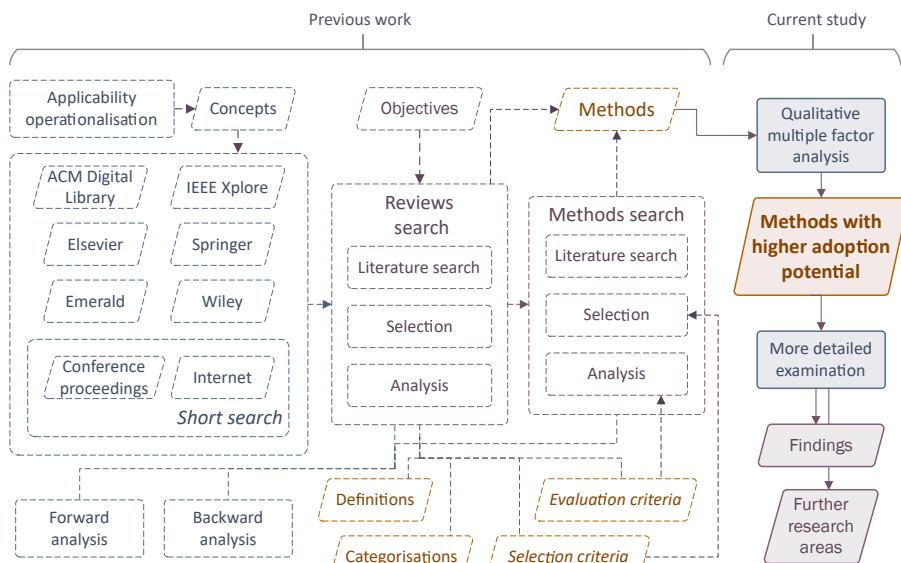 Previous work
Current study
Applicability
operationalisation
Concepts
Objectives
Methods
Qualitative
multiple factor
analysis
ACM Digital
Library
IEEE Xplore
Elsevier
Springer
Emerald
Wiley
Conference
proceedings
Internet
Short search
Reviews
search
Literature search
Selection
Analysis
Methods search
Literature search
Selection
Analysis
Methods with
higher adoption
potential
More detailed
examination
Findings
Further
research
areas
Forward
analysis
Backward
analysis
Definitions
Categorisations
Evaluation criteria
Selection criteria